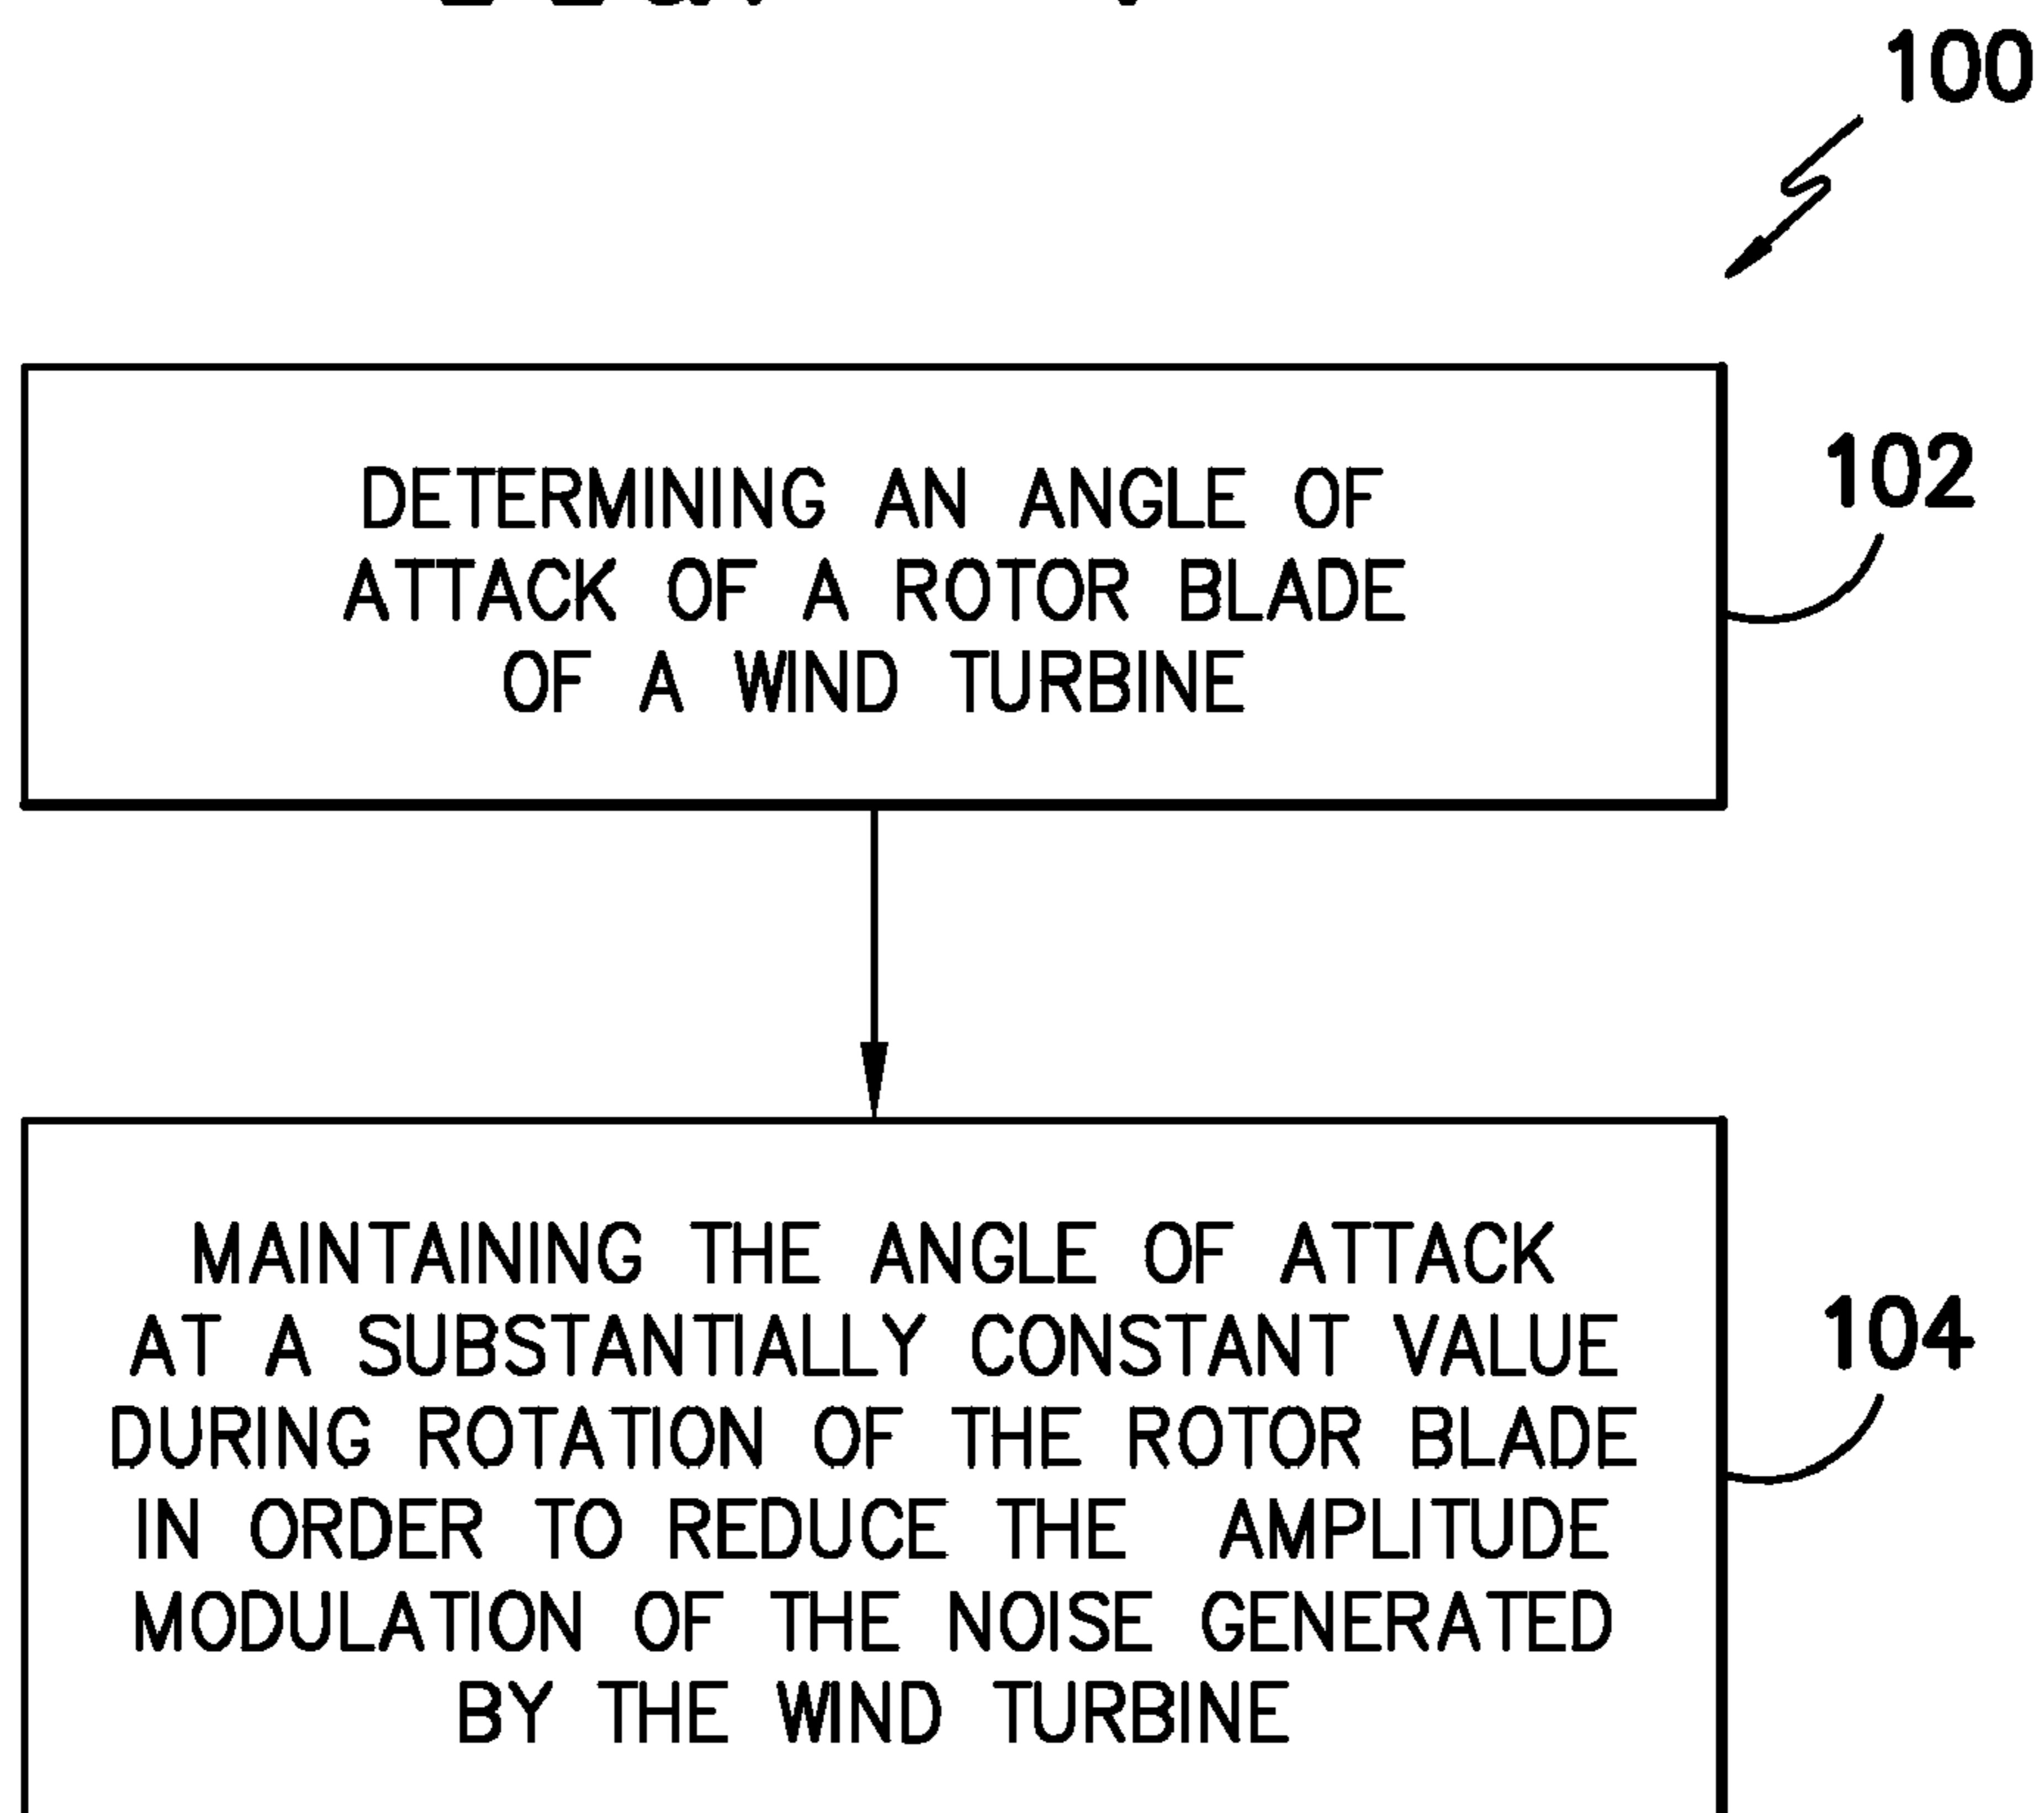 100
DETERMINING AN ANGLE OF
ATTACK OF A ROTOR BLADE
OF A WIND TURBINE
102
MAINTAINING THE ANGLE OF ATTACK
AT A SUBSTANTIALLY CONSTANT VALUE
DURING ROTATION OF THE ROTOR BLADE
IN ORDER TO REDUCE THE AMPLITUDE
MODULATION OF THE NOISE GENERATED
BY THE WIND TURBINE
104